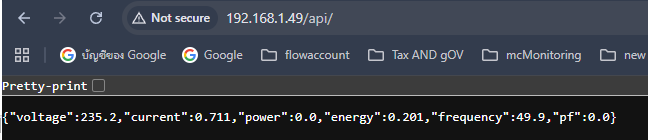 Not secure 192.168.1.49/api/
บัญชีของ Google Google flowaccount Tax AND gOV mcMonitoring new
Pretty-print
{"voltage":235.2,"current":0.711,"power":0.0,"energy":0.201,"frequency":49.9,"pf":0.0}